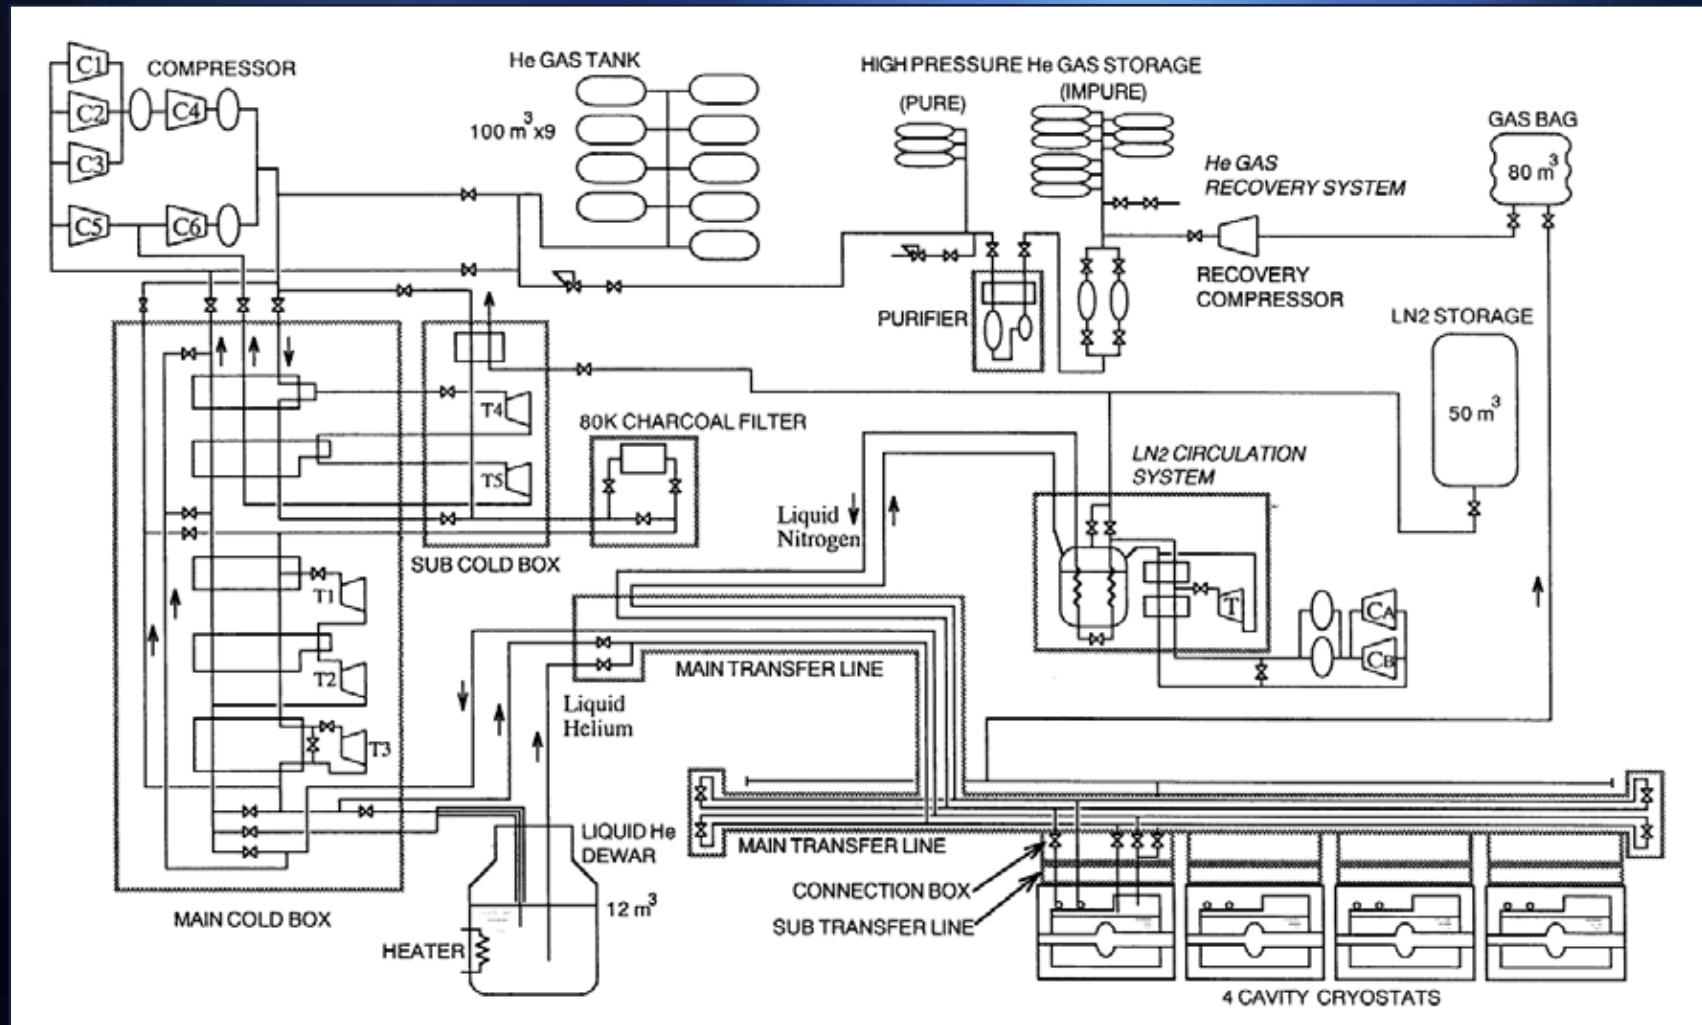 C1
COMPRESSOR
C2
C4
C3
C5
C6
He GAS TANK
100 m³x9
HIGH PRESSURE He GAS STORAGE
(PURE)
(IMPURE)
He GAS
RECOVERY SYSTEM
GAS BAG
80 m³
RECOVERY
COMPRESSOR
PURIFIER
LN2 STORAGE
50 m³
T4
T5
80K CHARCOAL FILTER
SUB COLD BOX
LN2 CIRCULATION
SYSTEM
Liquid
Nitrogen
T1
T2
T3
T
CA
CB
MAIN TRANSFER LINE
Liquid
Helium
LIQUID He
DEWAR
12 m³
HEATER
MAIN COLD BOX
MAIN TRANSFER LINE
CONNECTION BOX
SUB TRANSFER LINE
4 CAVITY CRYOSTATS